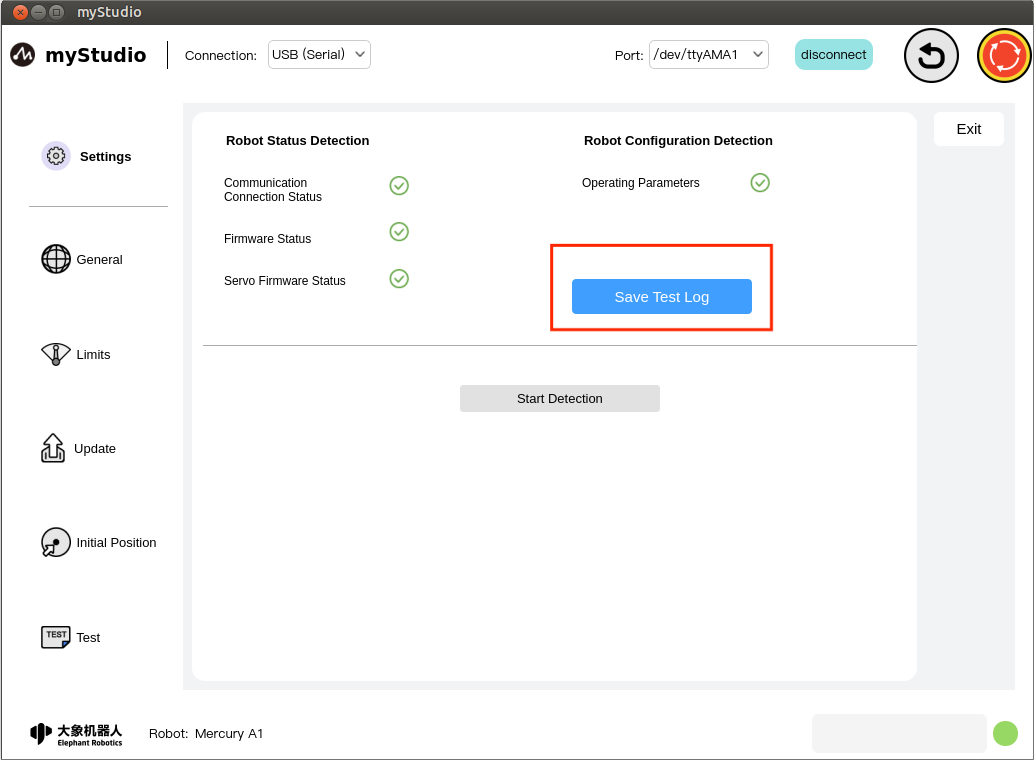 myStudio
myStudio
Connection:
USB (Serial)
Port:
/dev/ttyAMA1
disconnect
Settings
General
Limits
Update
Initial Position
TEST
Test
Robot Status Detection
Communication
Connection Status
Firmware Status
Servo Firmware Status
Robot Configuration Detection
Operating Parameters
Save Test Log
Start Detection
Exit
大象机器人
Elephant Robotics
Robot: Mercury A1